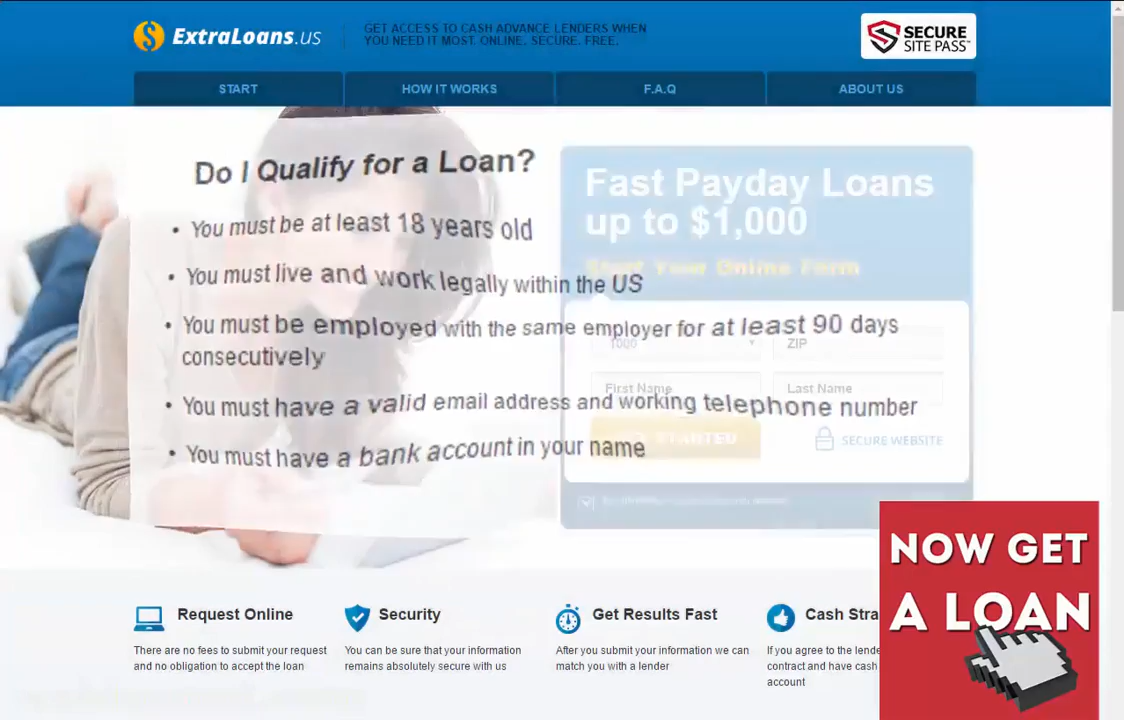 ExtraLoans.us
GET ACCESS TO CASH ADVANCE LENDERS WHEN
YOU NEED IT MOST. ONLINE. SECURE. FREE.
SECURE
SITE PASS™
START
HOW IT WORKS
F.A.Q
ABOUT US
Do I Qualify for a Loan?
• You must be at least 18 years old
• You must live and work legally within the US
• You must be employed with the same employer for at least 90 days
consecutively
• You must have a valid email address and working telephone number
• You must have a bank account in your name
Fast Payday Loans
up to $1,000
Start Your Online Form
1000
ZIP
First Name
Last Name
STARTED
SECURE WEBSITE
Request Online
There are no fees to submit your request
and no obligation to accept the loan
Security
You can be sure that your information
remains absolutely secure with us
Get Results Fast
After you submit your information we can
match you with a lender
Cash Stra
If you agree to the lende
contract and have cash
account
NOW GET
A LOAN